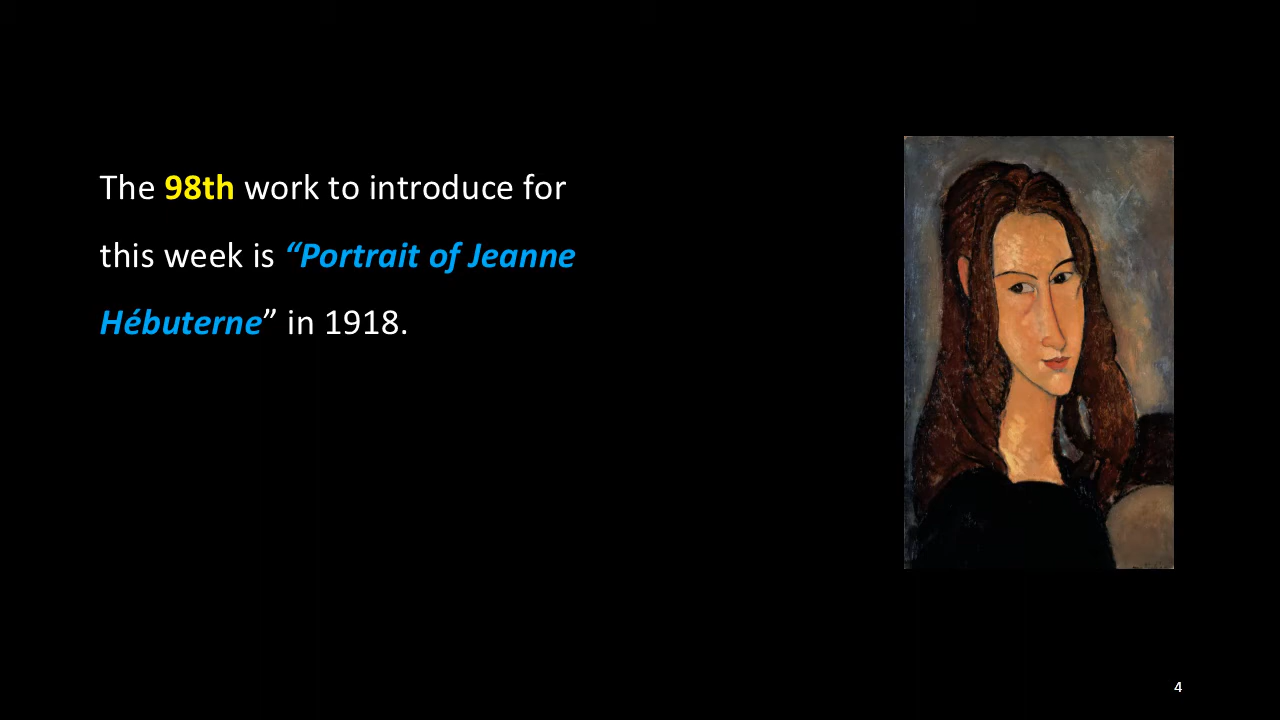 The 98th work to introduce for
this week is “Portrait of Jeanne
Hébuterne” in 1918.
4